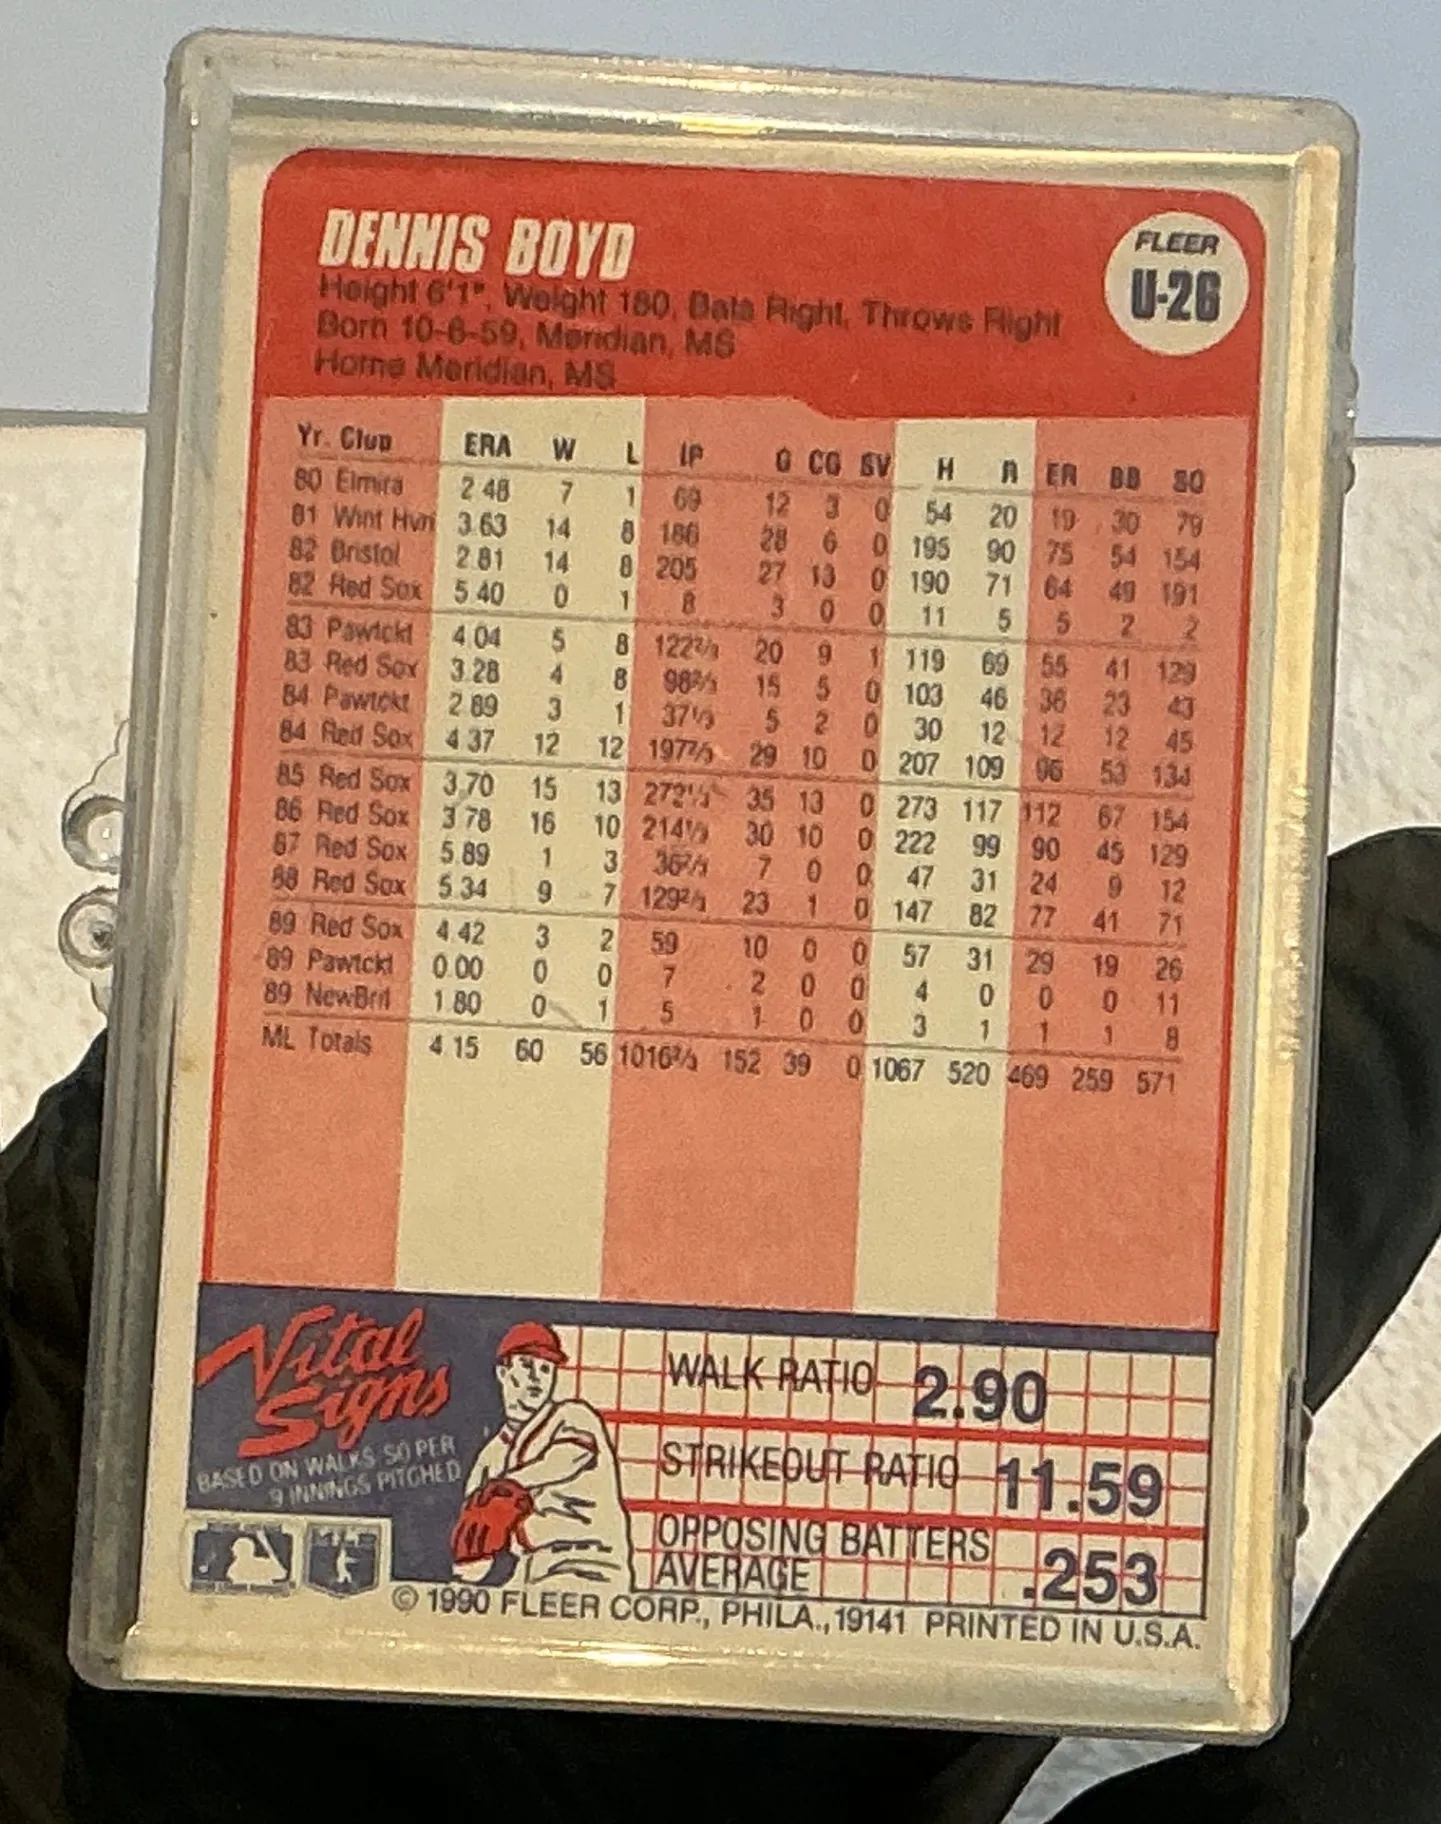 DENNIS BOYD
FLEER
U-26
Height 6'1", Weight 180, Bats Right, Throws Right
Born 10-6-59, Meridian, MS
Home Meridian, MS
Yr. Club ERA W L IP G CG SV H R ER BB SO
80 Elmira 2.48 7 1 69 12 3 0 54 20 19 30 79
81 Wint Hvn 3.63 14 8 186 28 6 0 195 90 75 54 154
82 Bristol 2.81 14 8 205 27 13 0 190 71 64 49 191
82 Red Sox 5.40 0 1 8 3 0 0 11 5 5 2 2
83 Pawtckt 4.04 5 8 122⅔ 20 9 1 119 69 55 41 129
83 Red Sox 3.28 4 8 98⅔ 15 5 0 103 46 36 23 43
84 Pawtckt 2.89 3 1 37⅓ 5 2 0 30 12 12 12 45
84 Red Sox 4.37 12 12 197⅔ 29 10 0 207 109 96 53 134
85 Red Sox 3.70 15 13 272⅓ 35 13 0 273 117 112 67 154
86 Red Sox 3.78 16 10 214⅓ 30 10 0 222 99 90 45 129
87 Red Sox 5.89 1 3 36⅔ 7 0 0 47 31 24 9 12
88 Red Sox 5.34 9 7 129⅔ 23 1 0 147 82 77 41 71
89 Red Sox 4.42 3 2 59 10 0 0 57 31 29 19 26
89 Pawtckt 0.00 0 0 7 2 0 0 4 0 0 0 11
89 NewBrit 1.80 0 1 5 1 0 0 3 1 1 1 8
ML Totals 4.15 60 56 1016⅔ 152 39 0 1067 520 469 259 571
Vital
Signs
BASED ON WALKS, SO PER
9 INNINGS PITCHED
WALK RATIO 2.90
STRIKEOUT RATIO 11.59
OPPOSING BATTERS
AVERAGE .253
© 1990 FLEER CORP., PHILA., 19141 PRINTED IN U.S.A.